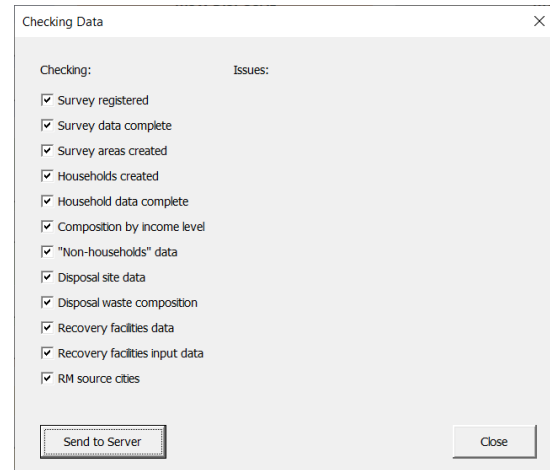 Checking Data
Checking: Issues:
Survey registered
Survey data complete
Survey areas created
Households created
Household data complete
Composition by income level
"Non-households" data
Disposal site data
Disposal waste composition
Recovery facilities data
Recovery facilities input data
RM source cities
Send to Server Close